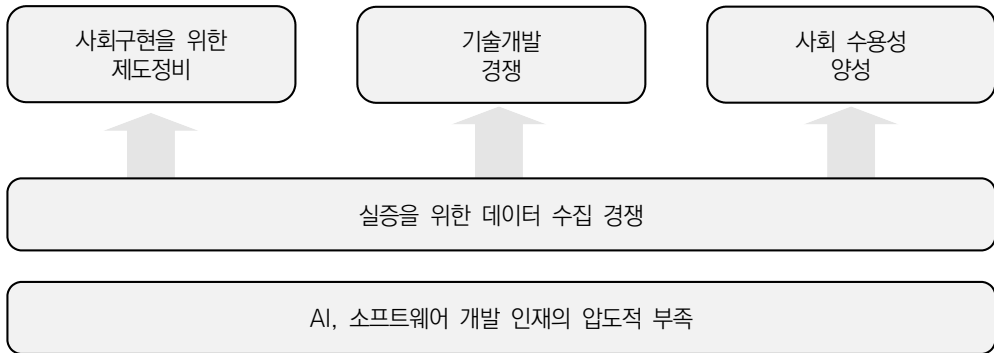 사회구현을 위한
제도정비
기술개발
경쟁
사회 수용성
양성
실증을 위한 데이터 수집 경쟁
AI, 소프트웨어 개발 인재의 압도적 부족